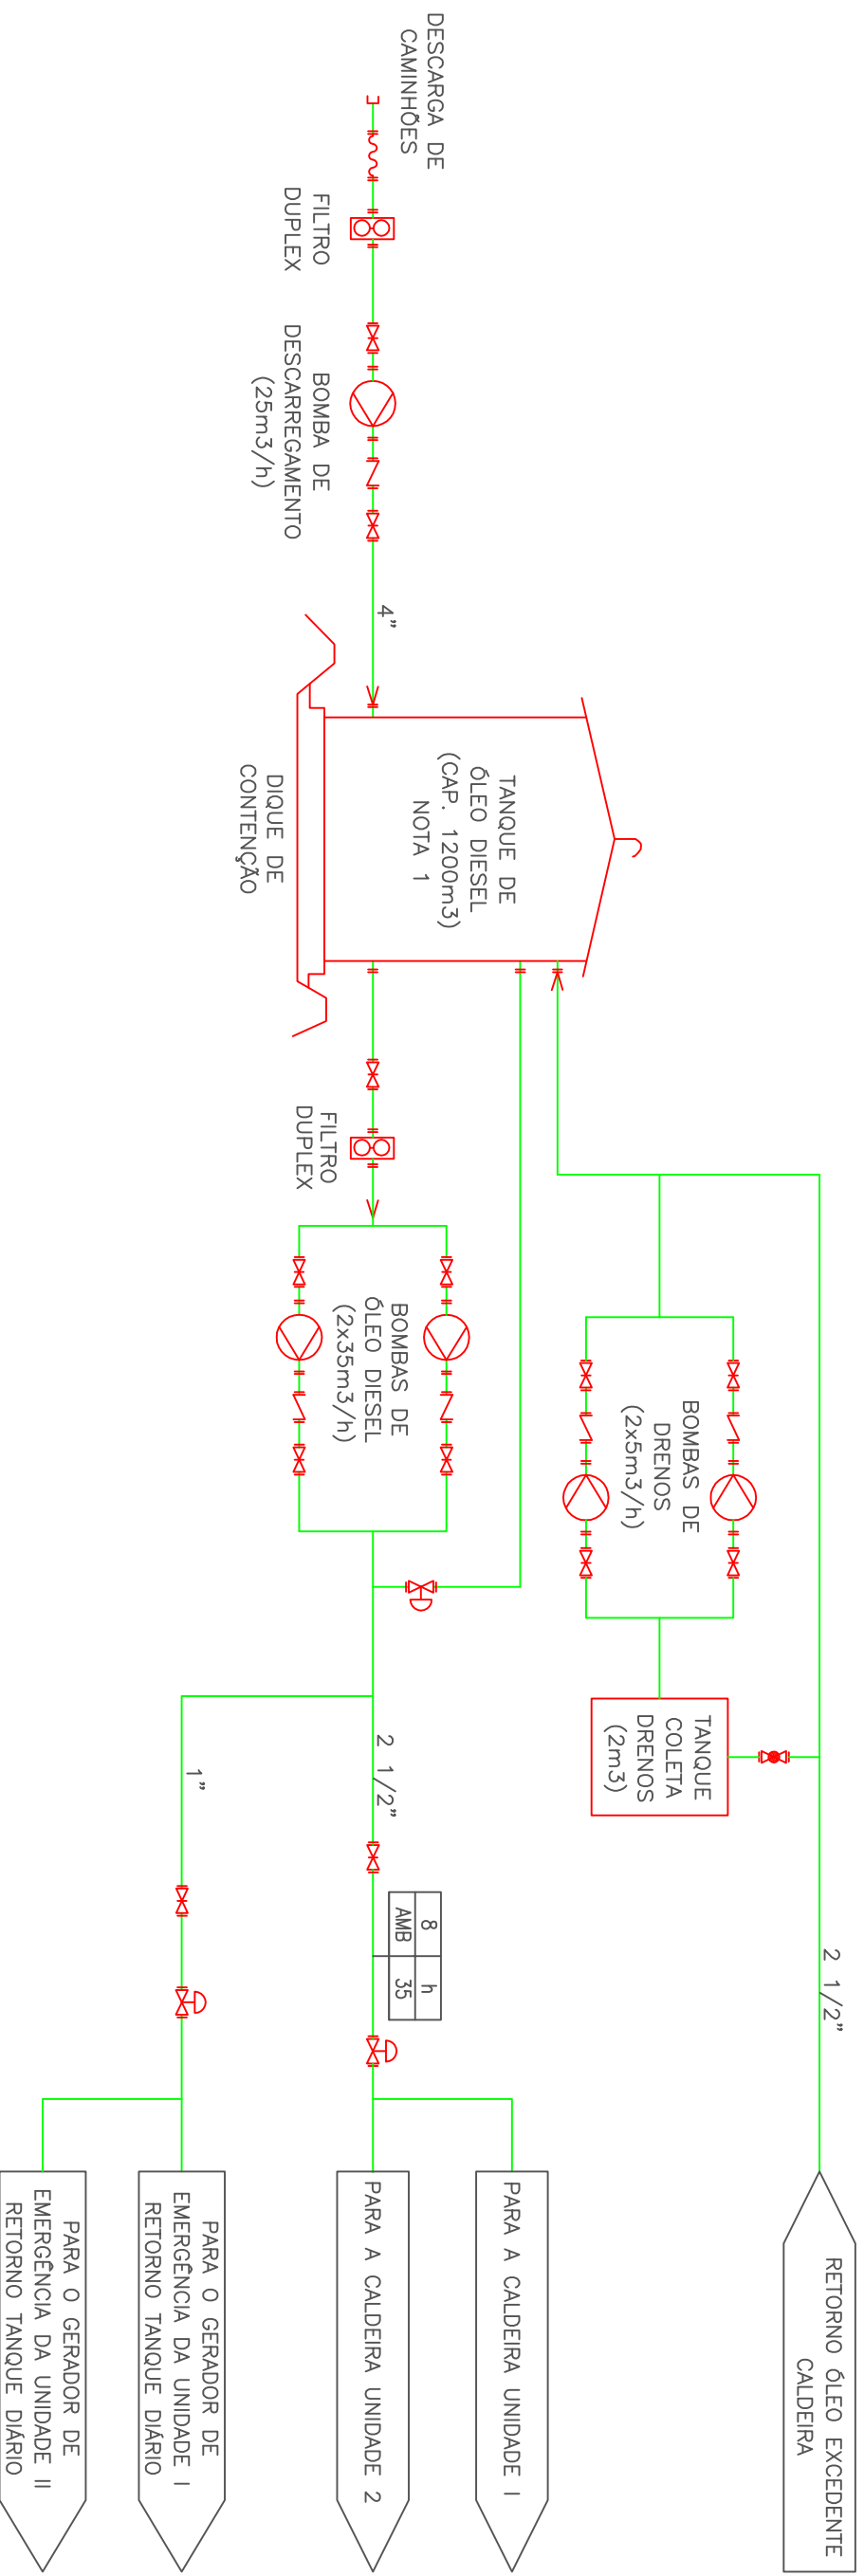 DESCARGA DE
CAMINHÕES
FILTRO
DUPLEX
BOMBA DE
DESCARREGAMENTO
(25m3/h)
4"
TANQUE DE
ÓLEO DIESEL
(CAP. 1200m3)
NOTA 1
DIQUE DE
CONTENÇÃO
FILTRO
DUPLEX
BOMBAS DE
ÓLEO DIESEL
(2x35m3/h)
BOMBAS DE
DRENOS
(2x5m3/h)
TANQUE
COLETA
DRENOS
(2m3)
2 1/2"
1"
8 h
AMB 35
2 1/2"
RETORNO ÓLEO EXCEDENTE
CALDEIRA
PARA A CALDEIRA UNIDADE I
PARA A CALDEIRA UNIDADE 2
PARA O GERADOR DE
EMERGÊNCIA DA UNIDADE I
RETORNO TANQUE DIÁRIO
PARA O GERADOR DE
EMERGÊNCIA DA UNIDADE II
RETORNO TANQUE DIÁRIO